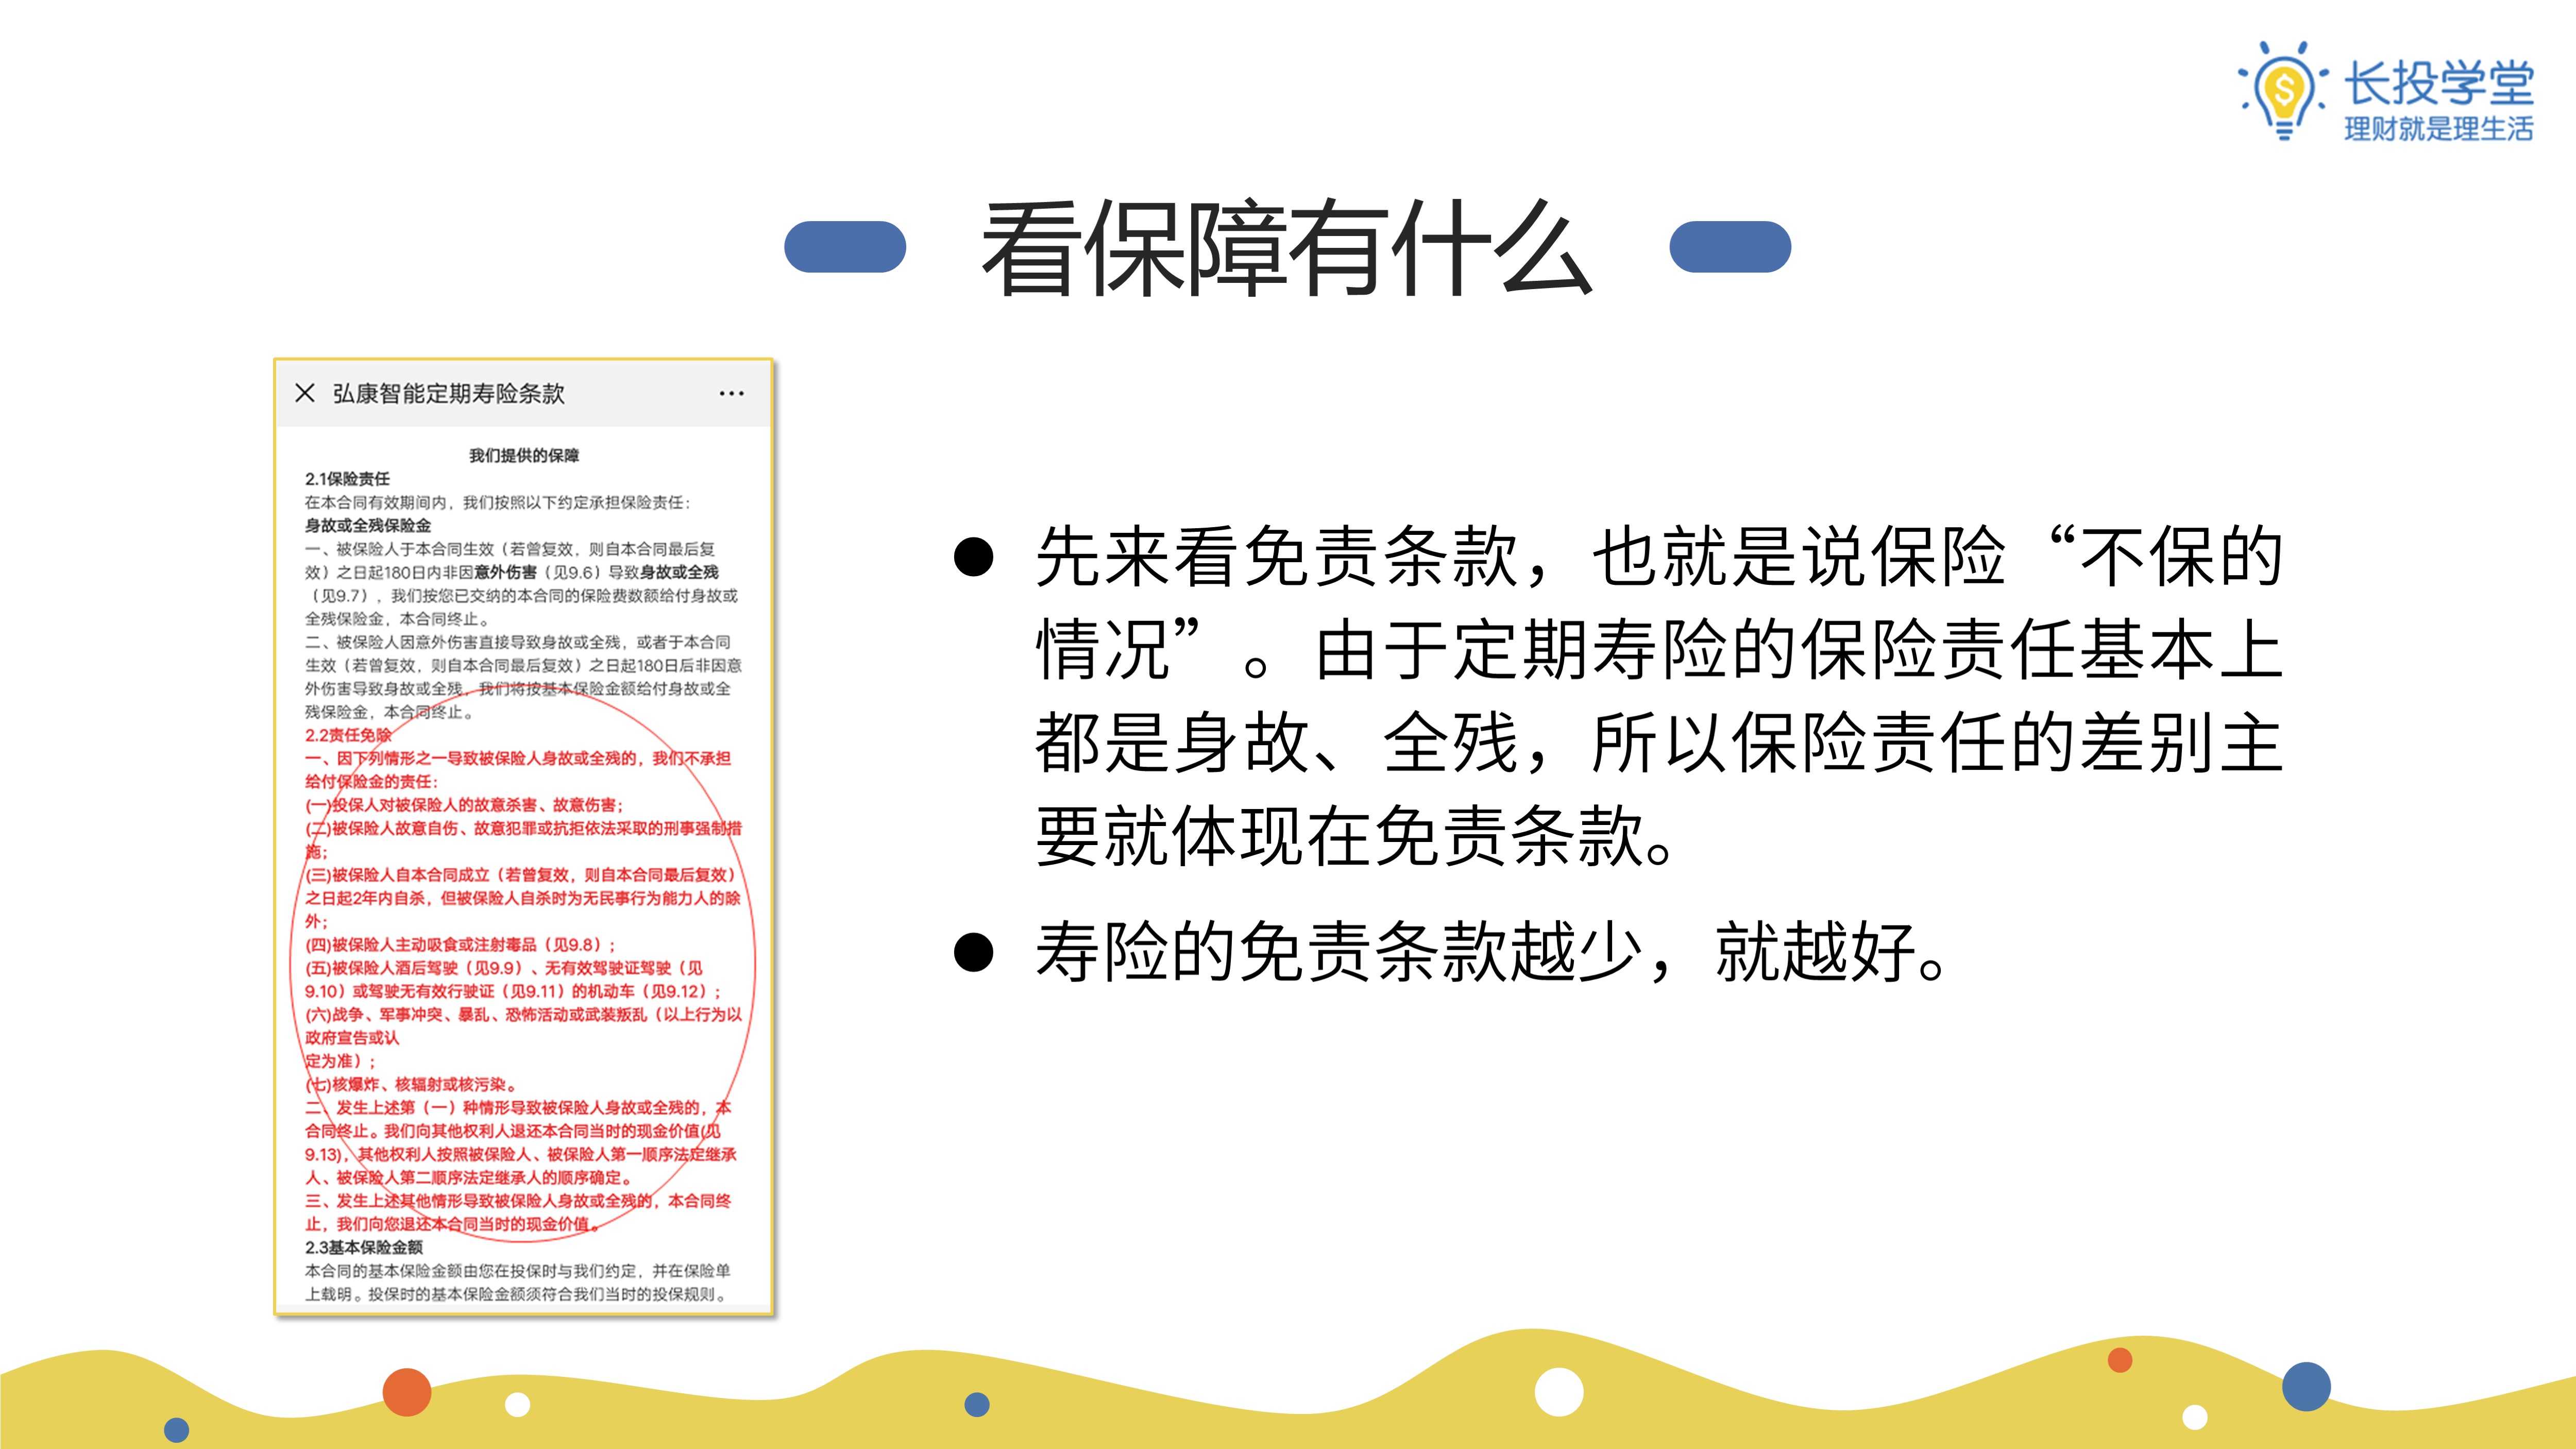 长投学堂
理财就是理生活
看保障有什么
弘康智能定期寿险条款
我们提供的保障
2.1保险责任
在本合同有效期间内，我们按照以下约定承担保险责任：
身故或全残保险金
一、被保险人于本合同生效（若曾复效，则自本合同最后复
效）之日起180日内非因意外伤害（见9.6）导致身故或全残
（见9.7），我们按您已交纳的本合同的保险费数额给付身故或
全残保险金，本合同终止。
二、被保险人因意外伤害直接导致身故或全残，或者于本合同
生效（若曾复效，则自本合同最后复效）之日起180日后非因意
外伤害导致身故或全残，我们将按基本保险金额给付身故或全
残保险金，本合同终止。
2.2责任免除
一、因下列情形之一导致被保险人身故或全残的，我们不承担
给付保险金的责任：
(一)投保人对被保险人的故意杀害、故意伤害；
(二)被保险人故意自伤、故意犯罪或抗拒依法采取的刑事强制措
施；
(三)被保险人自本合同成立（若曾复效，则自本合同最后复效）
之日起2年内自杀，但被保险人自杀时为无民事行为能力人的除
外；
(四)被保险人主动吸食或注射毒品（见9.8）；
(五)被保险人酒后驾驶（见9.9）、无有效驾驶证驾驶（见
9.10）或驾驶无有效行驶证（见9.11）的机动车（见9.12）；
(六)战争、军事冲突、暴乱、恐怖活动或武装叛乱（以上行为以
政府宣告或认
定为准）；
(七)核爆炸、核辐射或核污染。
二、发生上述第（一）种情形导致被保险人身故或全残的，本
合同终止。我们向其他权利人退还本合同当时的现金价值(见
9.13)，其他权利人按照被保险人、被保险人第一顺序法定继承
人、被保险人第二顺序法定继承人的顺序确定。
三、发生上述其他情形导致被保险人身故或全残的，本合同终
止，我们向您退还本合同当时的现金价值。
2.3基本保险金额
本合同的基本保险金额由您在投保时与我们约定，并在保险单
上载明。投保时的基本保险金额须符合我们当时的投保规则。
● 先来看免责条款，也就是说保险“不保的
情况”。由于定期寿险的保险责任基本上
都是身故、全残，所以保险责任的差别主
要就体现在免责条款。
● 寿险的免责条款越少，就越好。